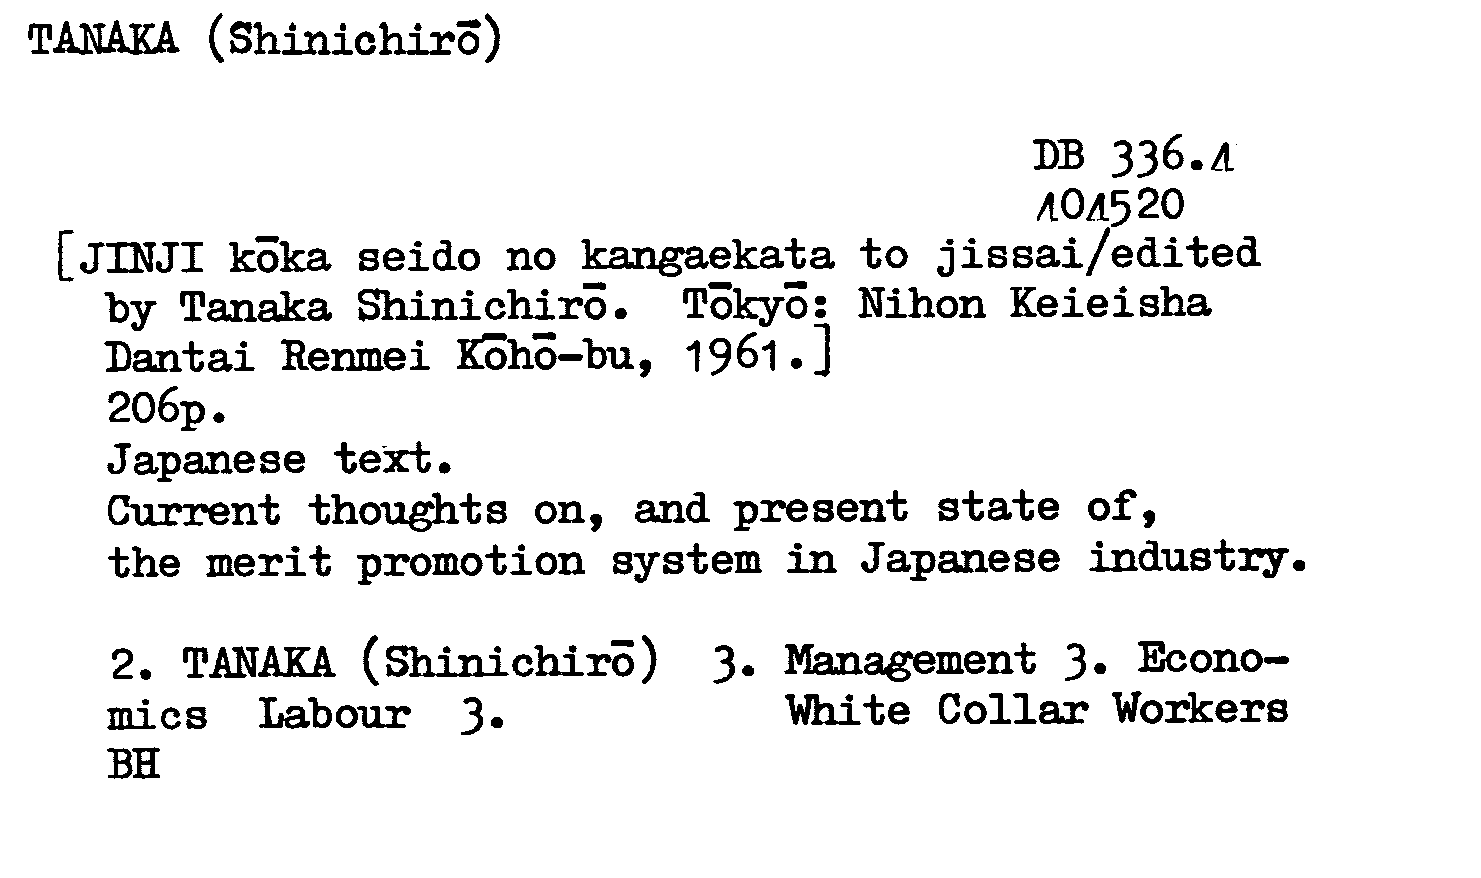 TANAKA (Shinichirō)
DB 336.1
101520
[JINJI kōka seido no kangaekata to jissai/edited
by Tanaka Shinichirō. Tōkyō: Nihon Keieisha
Dantai Renmei Kōhō-bu, 1961.]
206p.
Japanese text.
Current thoughts on, and present state of,
the merit promotion system in Japanese industry.
2. TANAKA (Shinichirō) 3. Management 3. Econo-
mics Labour 3. White Collar Workers
BH